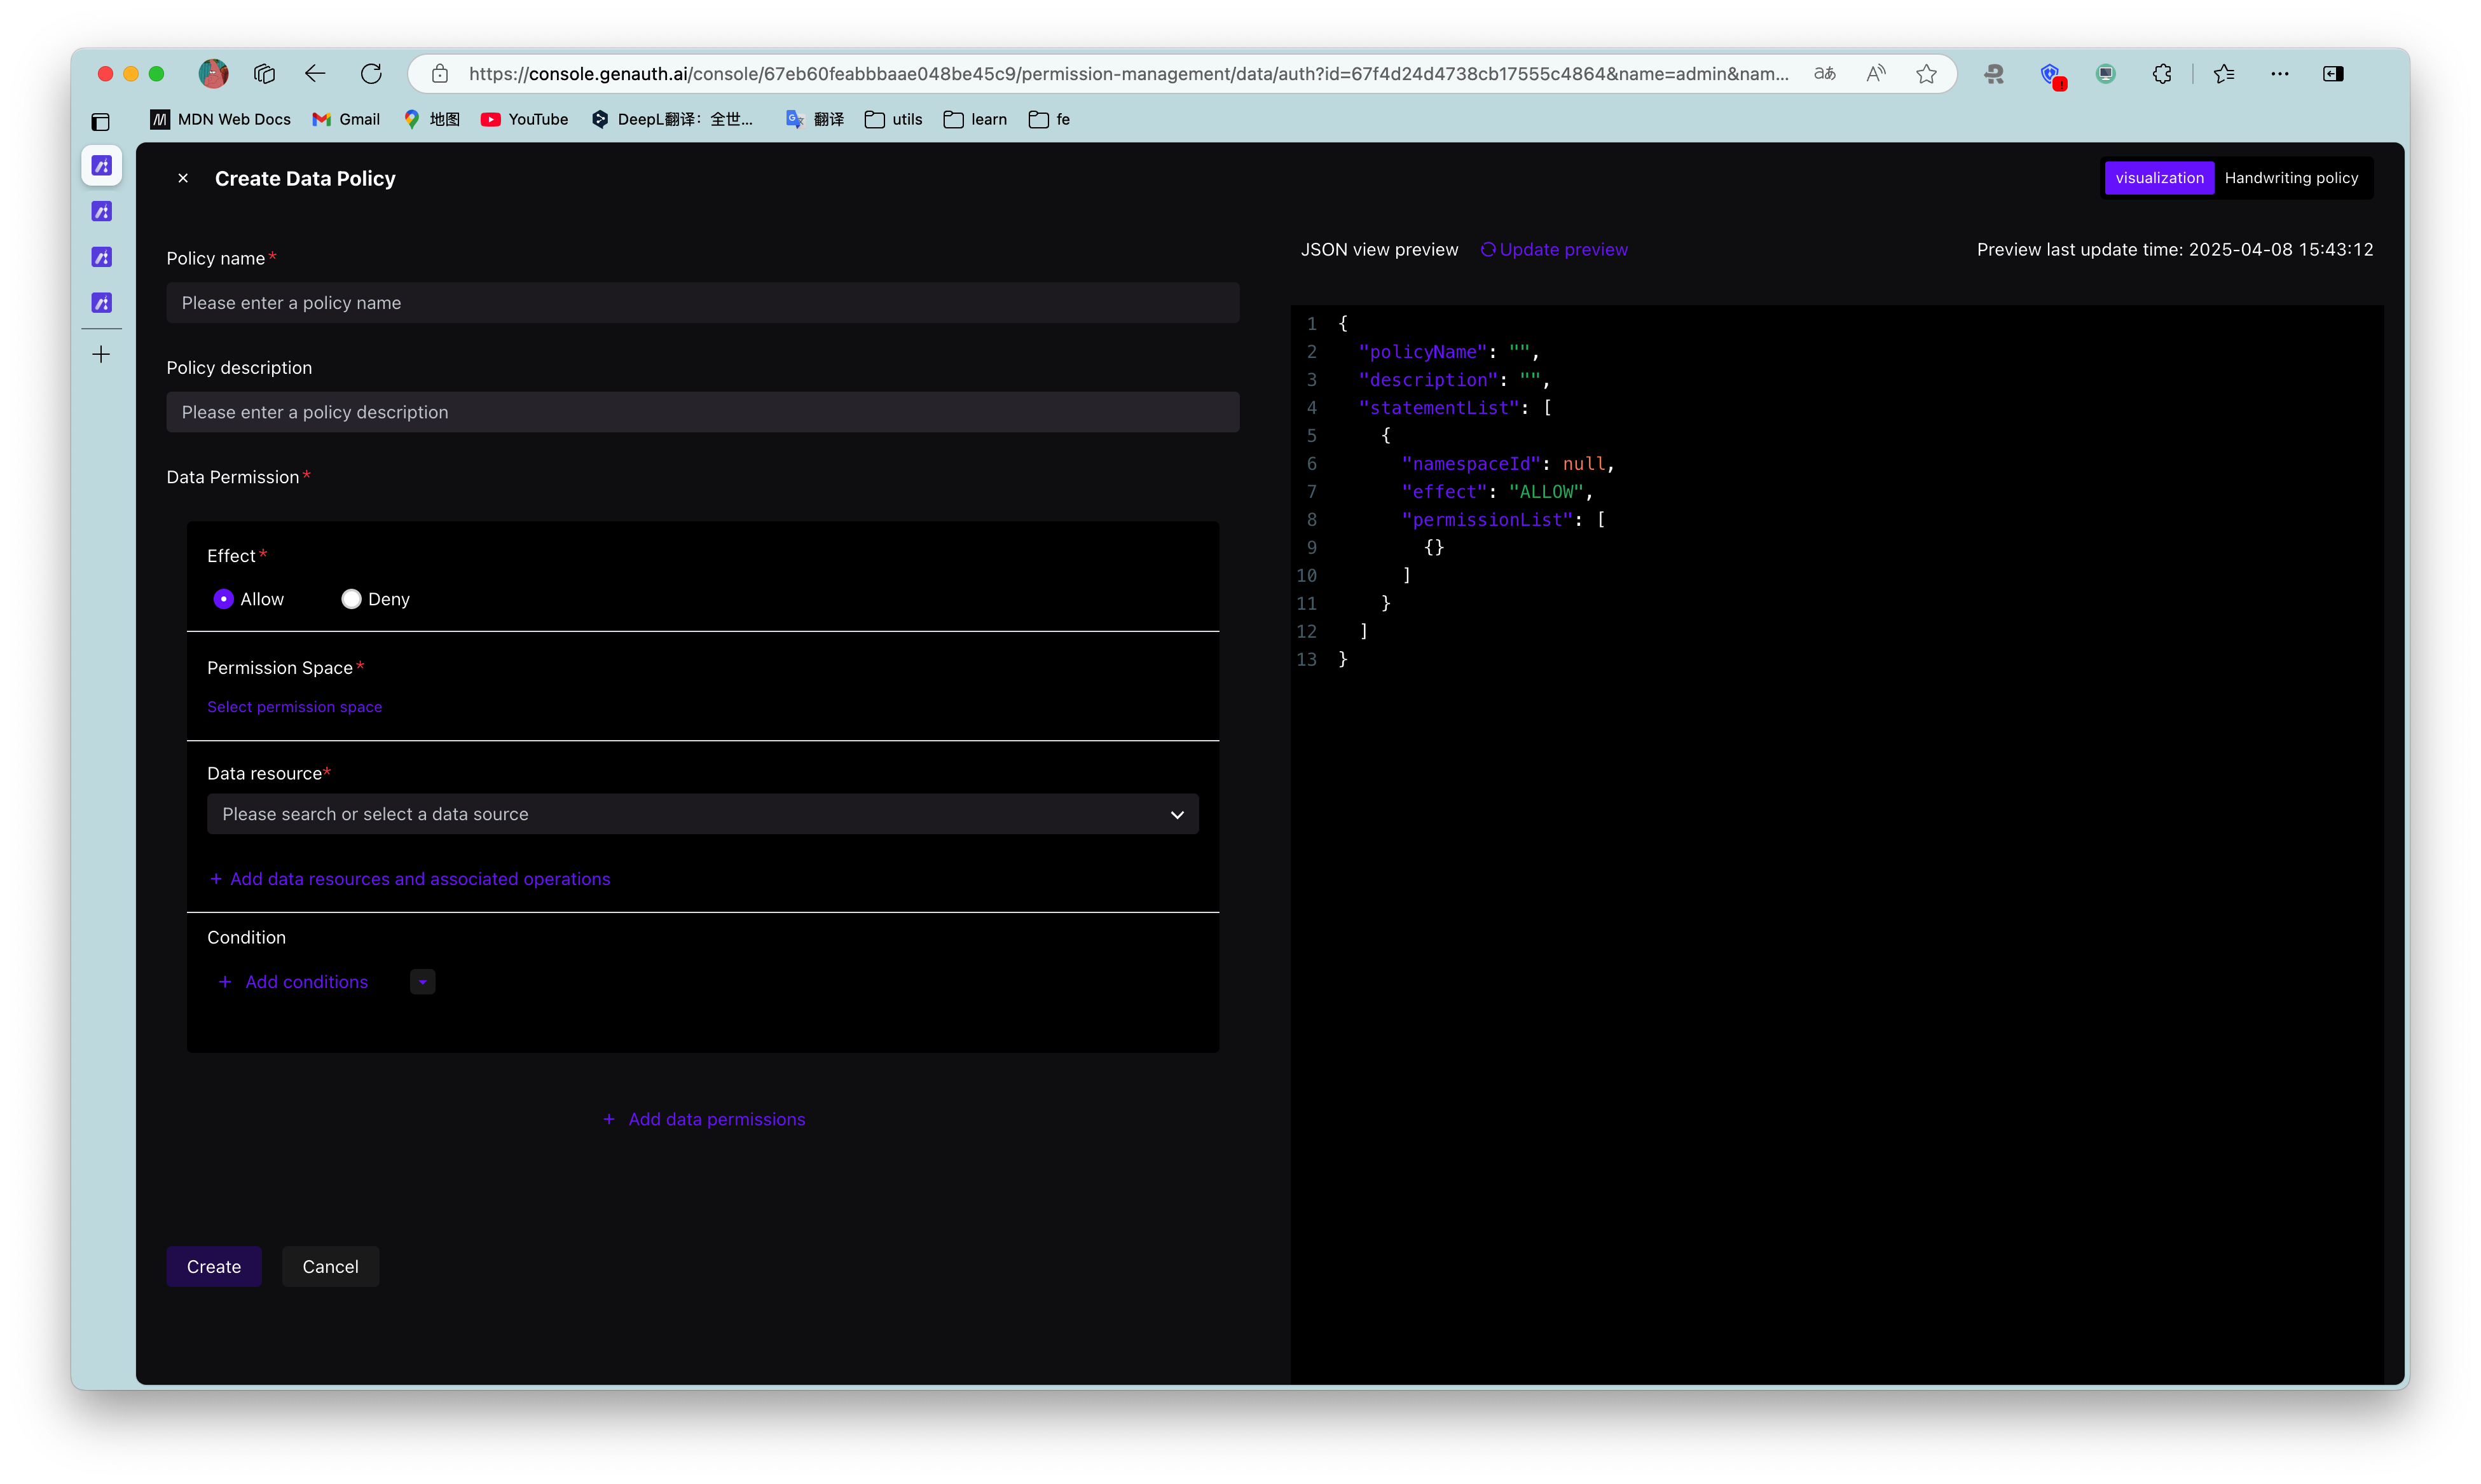 https://console.genauth.ai/console/67eb60feabbbaae048be45c9/permission-management/data/auth?id=67f4d24d4738cb17555c4864&name=admin&nam...
MDN Web Docs Gmail 地图 YouTube DeepL翻译：全世... 翻译 utils learn fe
Create Data Policy
visualization Handwriting policy
Policy name*
Please enter a policy name
Policy description
Please enter a policy description
Data Permission*
Effect*
Allow Deny
Permission Space*
Select permission space
Data resource*
Please search or select a data source
+ Add data resources and associated operations
Condition
+ Add conditions
+ Add data permissions
Create Cancel
JSON view preview Update preview Preview last update time: 2025-04-08 15:43:12
1 {
2 "policyName": "",
3 "description": "",
4 "statementList": [
5 {
6 "namespaceId": null,
7 "effect": "ALLOW",
8 "permissionList": [
9 {}
10 ]
11 }
12 ]
13 }